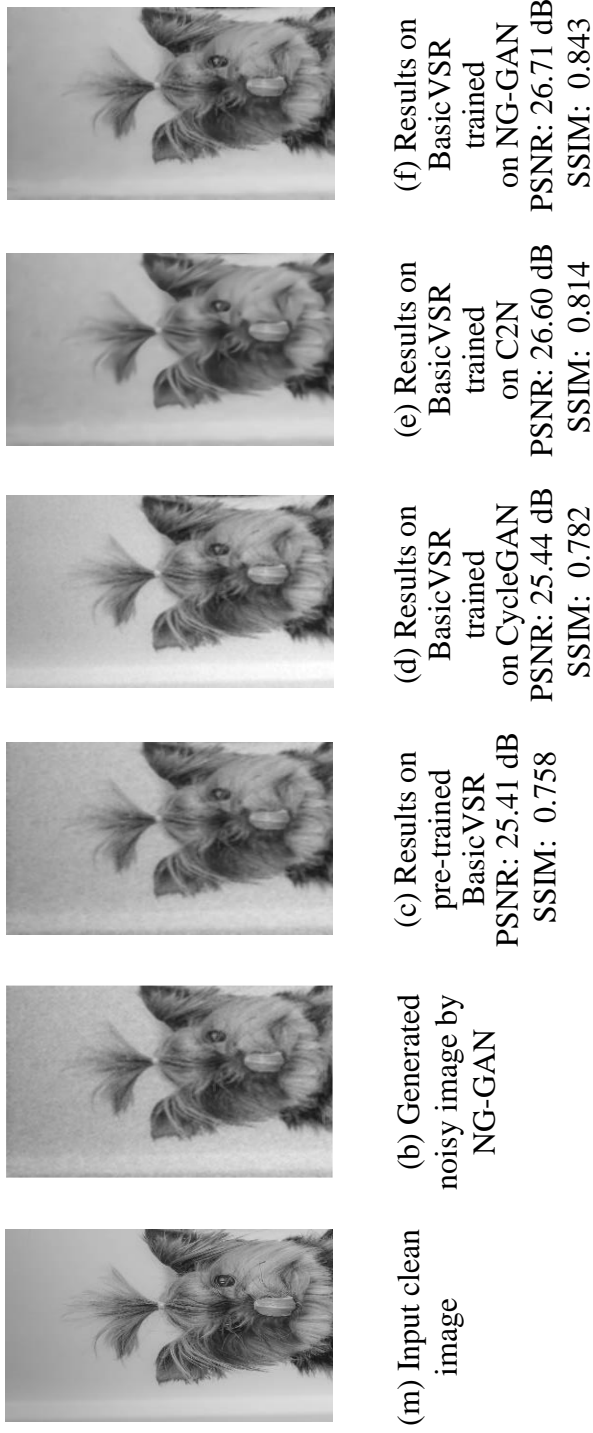 (m) Input clean
image
(b) Generated
noisy image by
NG-GAN
(c) Results on
pre-trained
BasicVSR
PSNR: 25.41 dB
SSIM: 0.758
(d) Results on
BasicVSR
trained
on CycleGAN
PSNR: 25.44 dB
SSIM: 0.782
(e) Results on
BasicVSR
trained
on C2N
PSNR: 26.60 dB
SSIM: 0.814
(f) Results on
BasicVSR
trained
on NG-GAN
PSNR: 26.71 dB
SSIM: 0.843